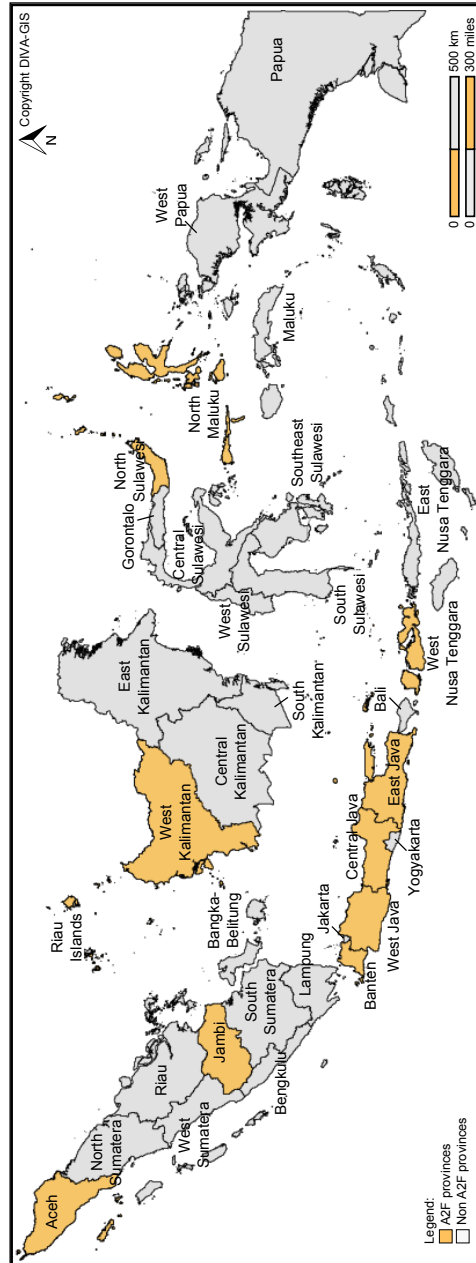 Copyright DIVA-GIS
N
Aceh
North
Sumatera
Riau
West
Sumatera
Jambi
Bengkulu
South
Sumatera
Lampung
Bangka-
Belitung
Riau
Islands
Banten
Jakarta
West Java
Central Java
Yogyakarta
East Java
Bali
West
Nusa Tenggara
East
Nusa Tenggara
West
Kalimantan
Central
Kalimantan
South
Kalimantan
East
Kalimantan
West
Sulawesi
South
Sulawesi
Central
Sulawesi
Southeast
Sulawesi
Gorontalo
North
Sulawesi
North
Maluku
Maluku
West
Papua
Papua
Legend:
A2F provinces
Non A2F provinces
0 500 km
0 300 miles